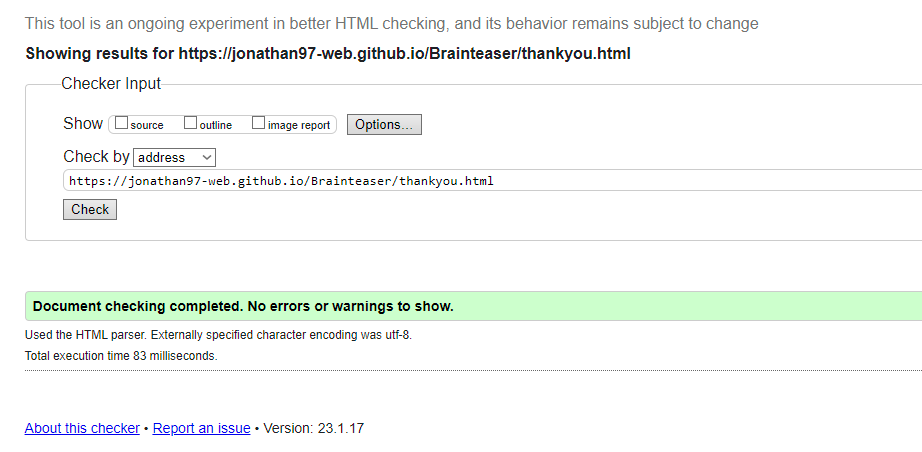 This tool is an ongoing experiment in better HTML checking, and its behavior remains subject to change
Showing results for https://jonathan97-web.github.io/Brainteaser/thankyou.html
Checker Input
Show source outline image report Options...
Check by address
https://jonathan97-web.github.io/Brainteaser/thankyou.html
Check
Document checking completed. No errors or warnings to show.
Used the HTML parser. Externally specified character encoding was utf-8.
Total execution time 83 milliseconds.
About this checker • Report an issue • Version: 23.1.17